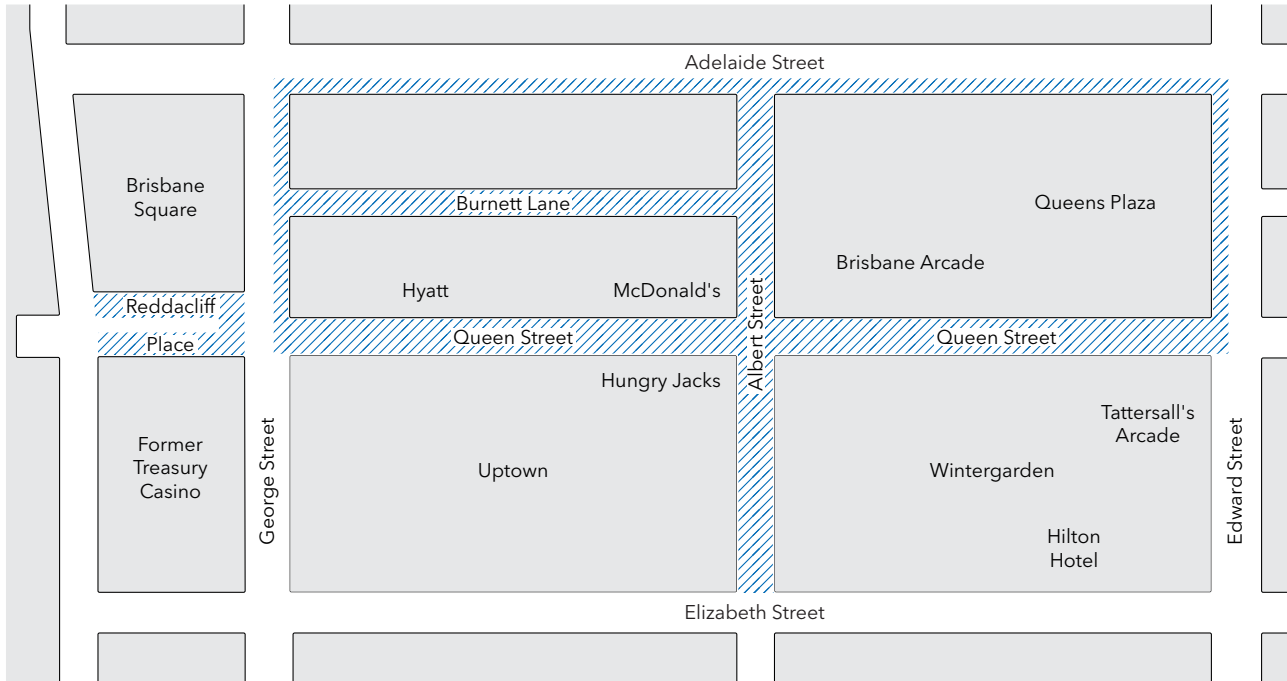 Adelaide Street
Brisbane
Square
Burnett Lane
Queens Plaza
Brisbane Arcade
Hyatt
McDonald's
Reddacliff
Place
Queen Street
Albert Street
Queen Street
Hungry Jacks
Former
Treasury
Casino
George Street
Uptown
Tattersall's
Arcade
Wintergarden
Edward Street
Hilton
Hotel
Elizabeth Street